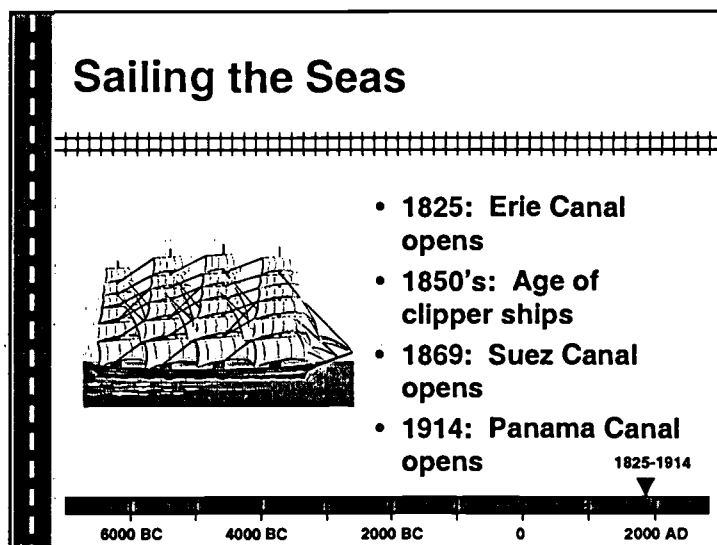 Sailing the Seas
• 1825: Erie Canal
opens
• 1850's: Age of
clipper ships
• 1869: Suez Canal
opens
• 1914: Panama Canal
opens
1825-1914
6000 BC 4000 BC 2000 BC 0 2000 AD